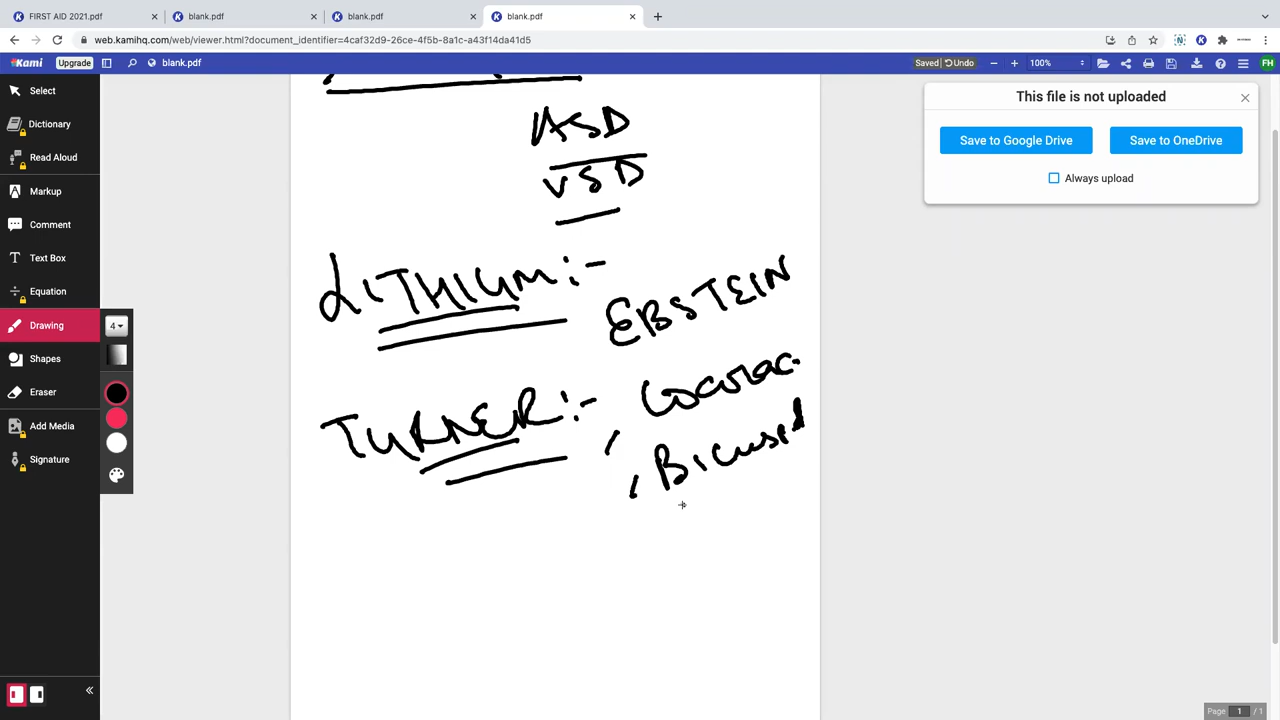 FIRST AID 2021.pdf
blank.pdf
blank.pdf
blank.pdf
web.kamihq.com/web/viewer.html?document_identifier=4caf32d9-26ce-4f5b-8a1c-a43f14da41d5
Kami
Upgrade
blank.pdf
Saved
Undo
100%
FH
Select
Dictionary
Read Aloud
Markup
Comment
Text Box
Equation
Drawing
Shapes
Eraser
Add Media
Signature
4
This file is not uploaded
Save to Google Drive
Save to OneDrive
Always upload
ASD
VSD
LITHIUM:-
EBSTEIN
TURNER:-
Bicuspid
Page 1 / 1